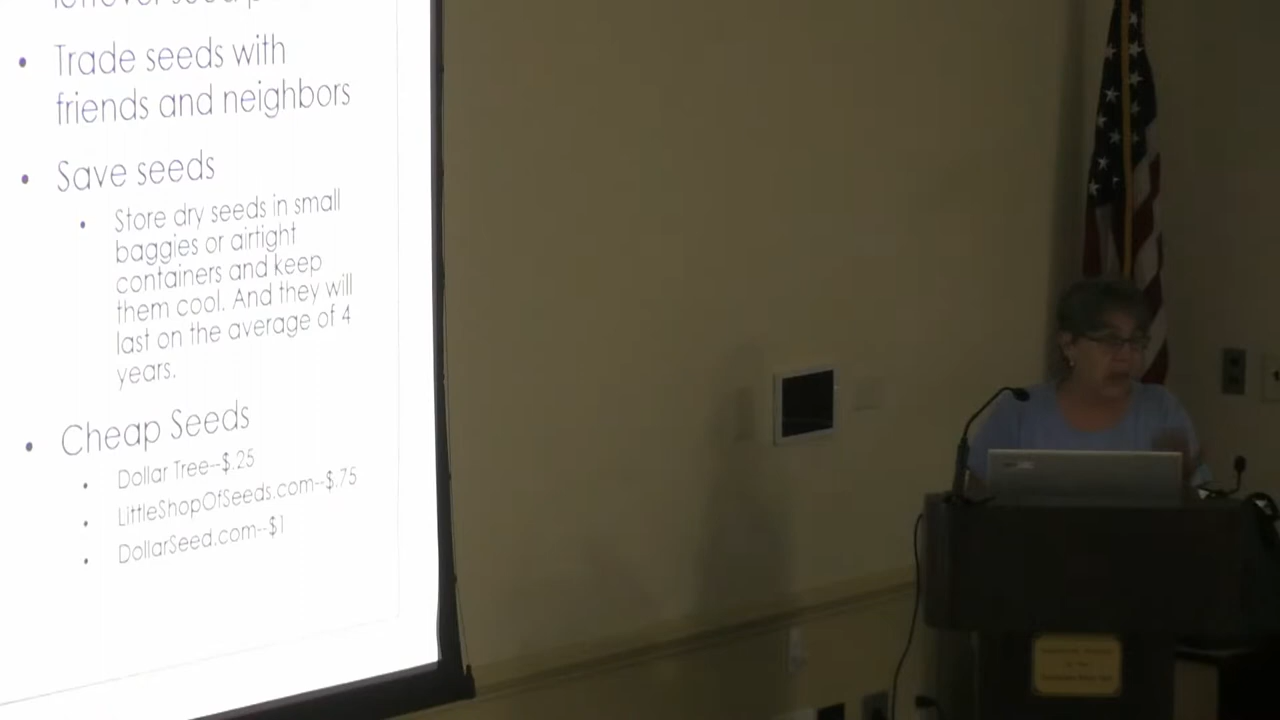 leftover seed
• Trade seeds with
friends and neighbors
• Save seeds
• Store dry seeds in small
baggies or airtight
containers and keep
them cool. And they will
last on the average of 4
years.
• Cheap Seeds
• Dollar Tree--$.25
• LittleShopOfSeeds.com--$.75
• DollarSeed.com--$1